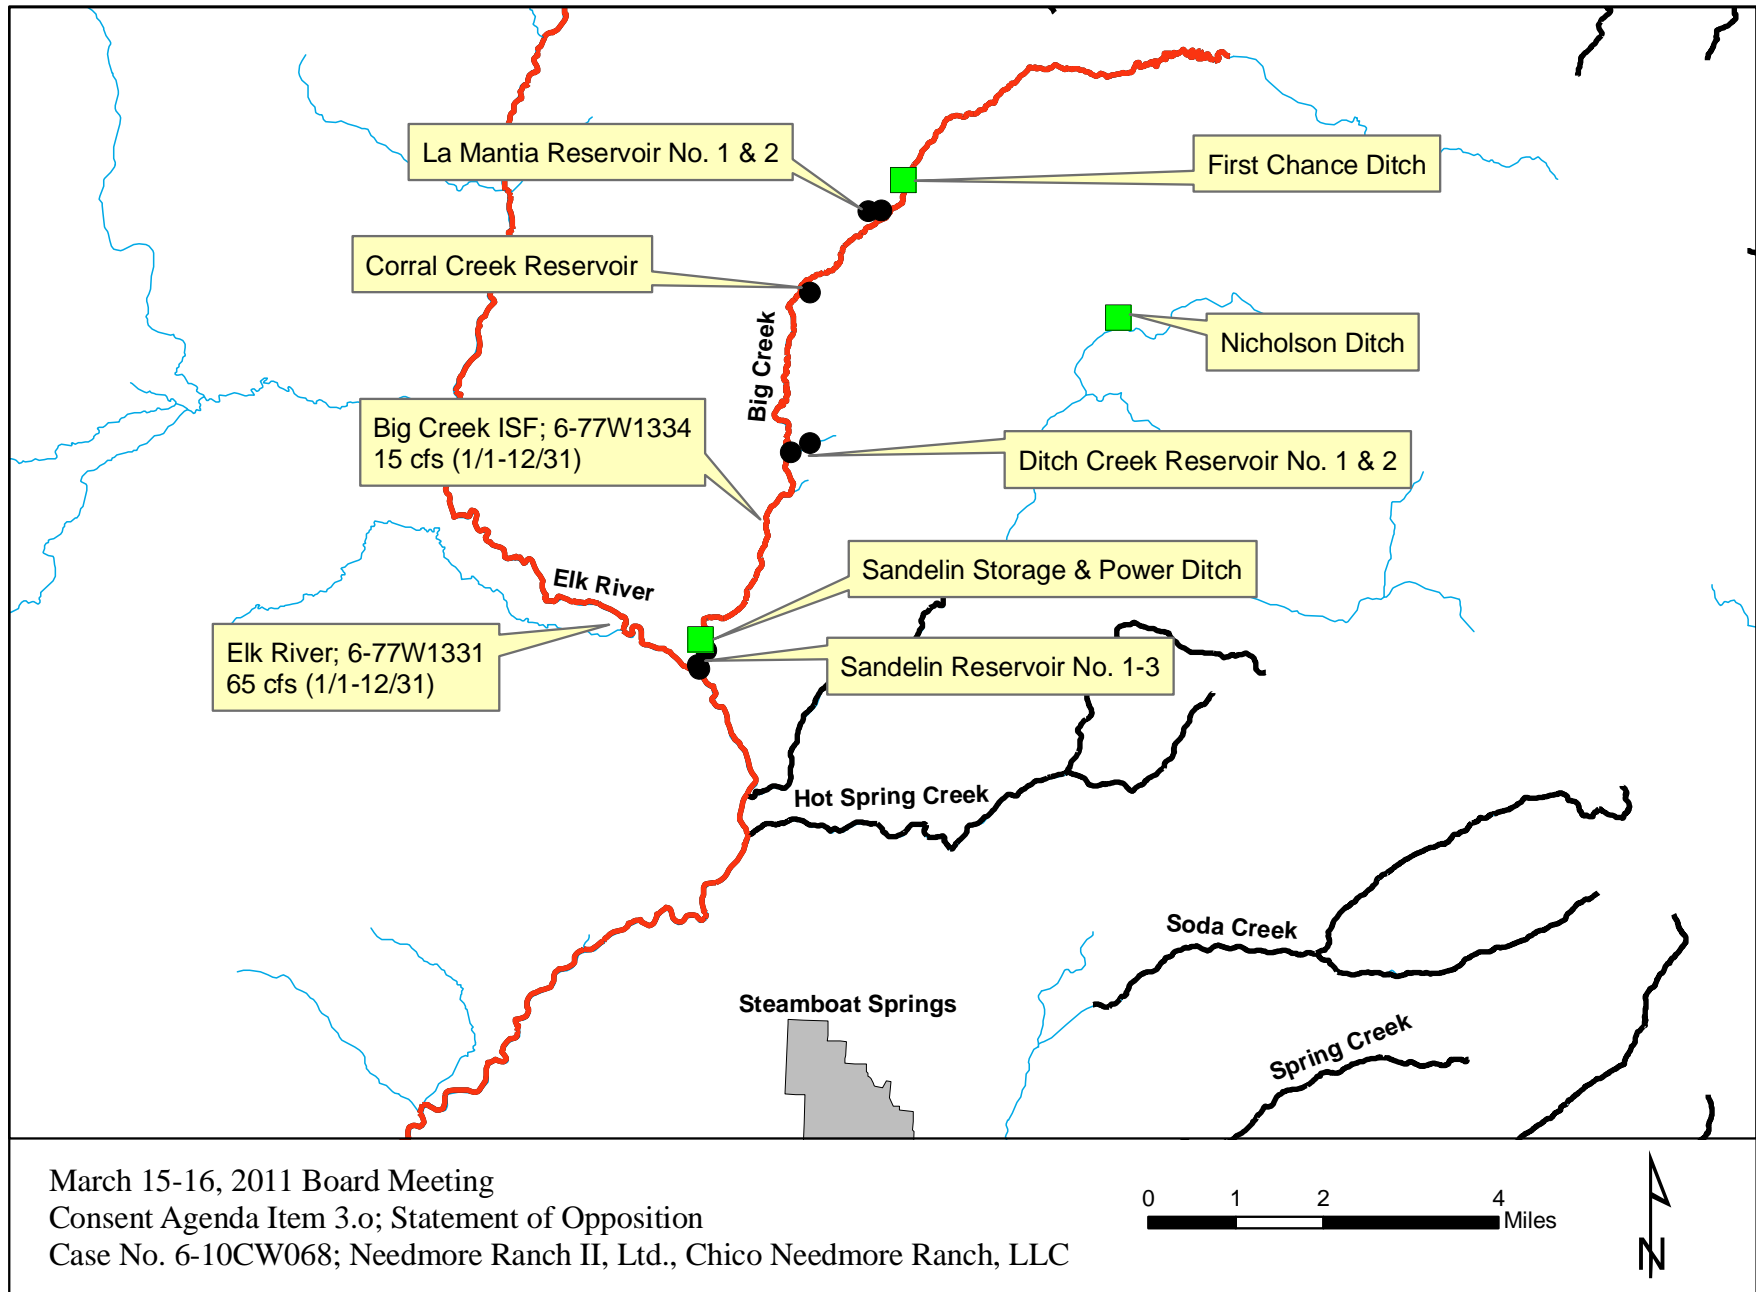 La Mantia Reservoir No. 1 & 2
First Chance Ditch
Corral Creek Reservoir
Nicholson Ditch
Big Creek
Big Creek ISF; 6-77W1334
15 cfs (1/1-12/31)
Ditch Creek Reservoir No. 1 & 2
Elk River
Sandelin Storage & Power Ditch
Elk River; 6-77W1331
65 cfs (1/1-12/31)
Sandelin Reservoir No. 1-3
Hot Spring Creek
Soda Creek
Steamboat Springs
Spring Creek
March 15-16, 2011 Board Meeting
Consent Agenda Item 3.o; Statement of Opposition
Case No. 6-10CW068; Needmore Ranch II, Ltd., Chico Needmore Ranch, LLC
0 1 2 4
Miles
N